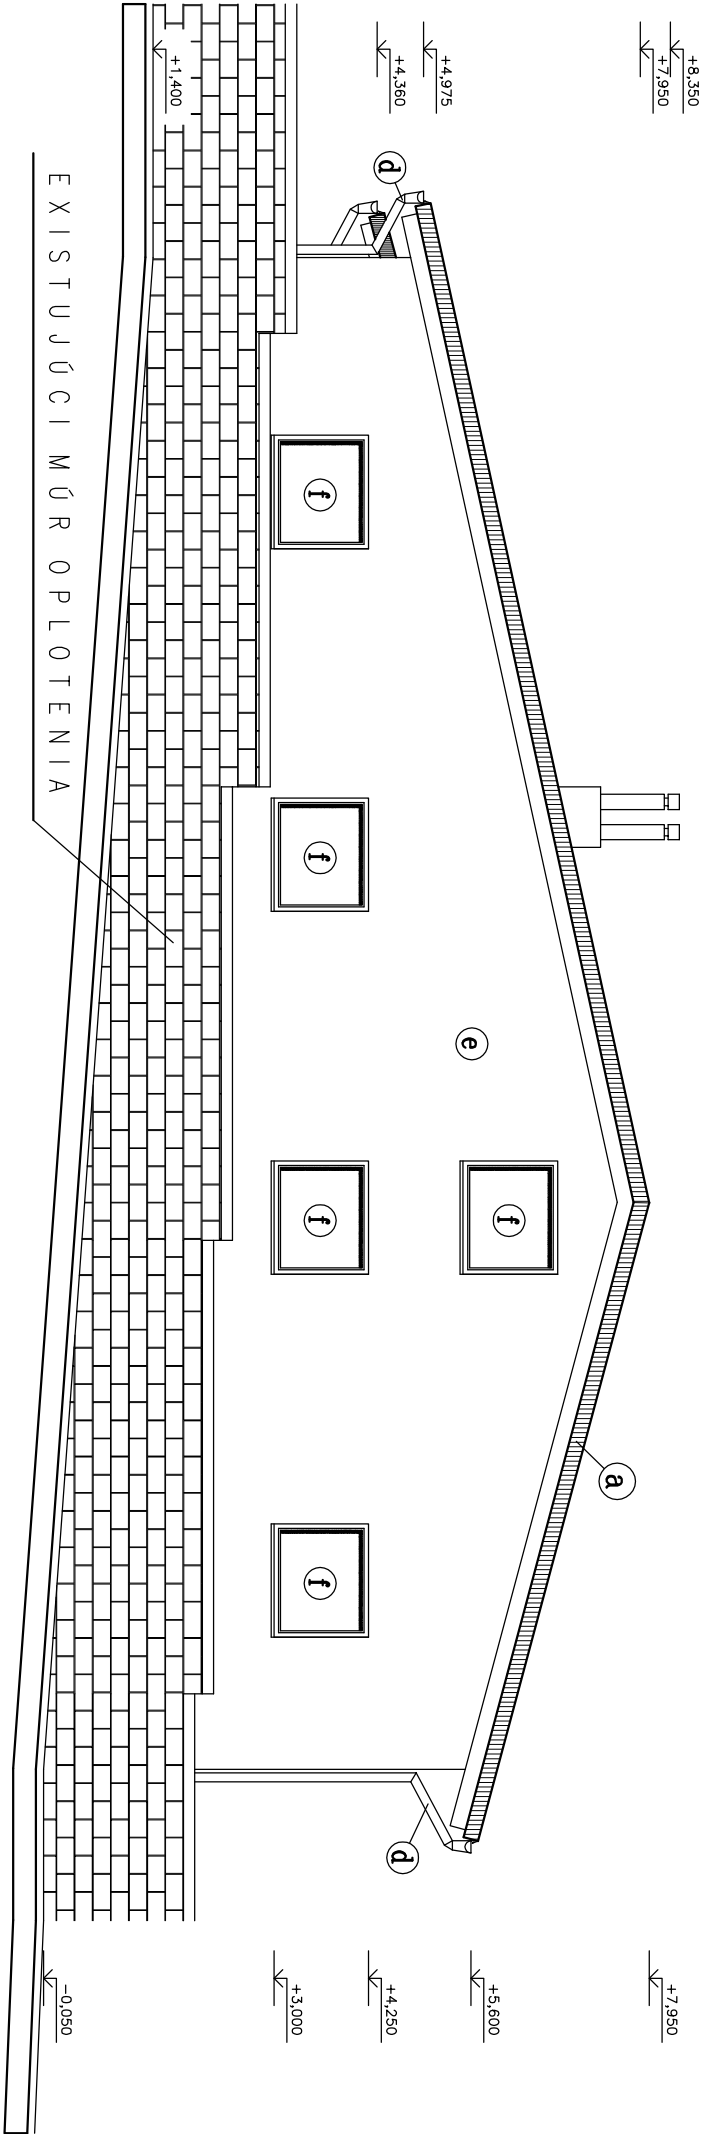 +8,350
+7,950
+4,975
+4,360
+1,400
d
a
f
e
f
f
f
f
d
EXISTUJÚCI MÚR OPLOTENIA
+7,950
+5,600
+4,250
+3,000
-0,050